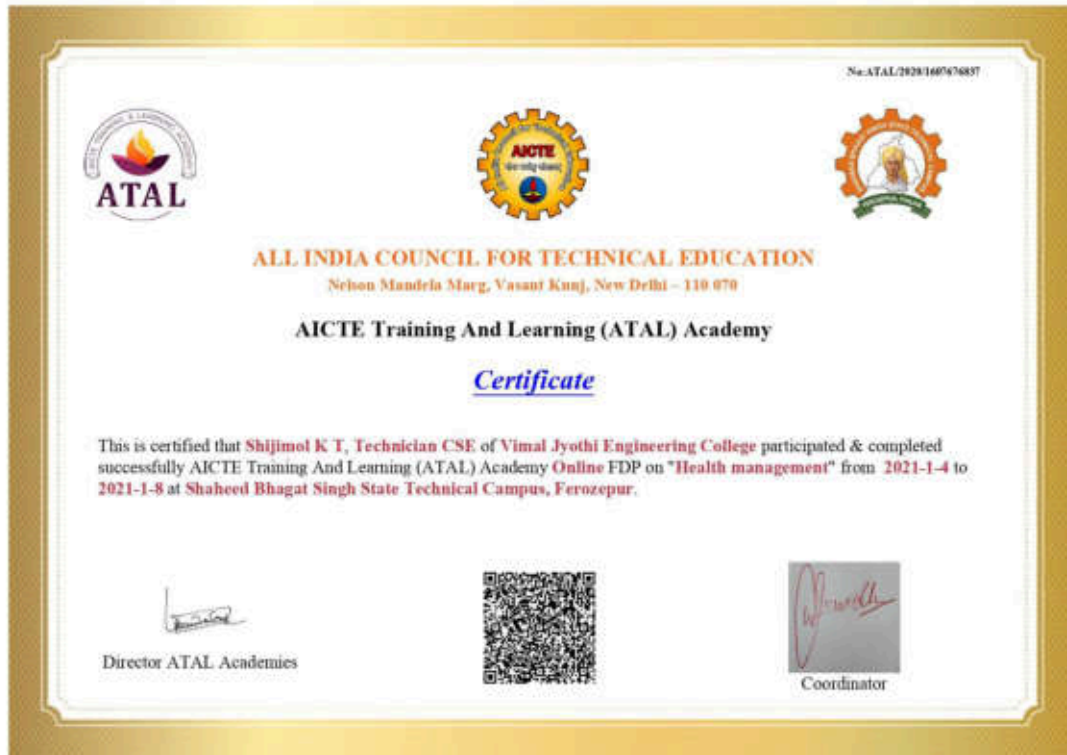 No:ATAL/2020/1607676837
ATAL
AICTE
ALL INDIA COUNCIL FOR TECHNICAL EDUCATION
Nelson Mandela Marg, Vasant Kunj, New Delhi – 110 070
AICTE Training And Learning (ATAL) Academy
Certificate
This is certified that Shijimol K T, Technician CSE of Vimal Jyothi Engineering College participated & completed
successfully AICTE Training And Learning (ATAL) Academy Online FDP on "Health management" from 2021-1-4 to
2021-1-8 at Shaheed Bhagat Singh State Technical Campus, Ferozepur.
Director ATAL Academies
Coordinator